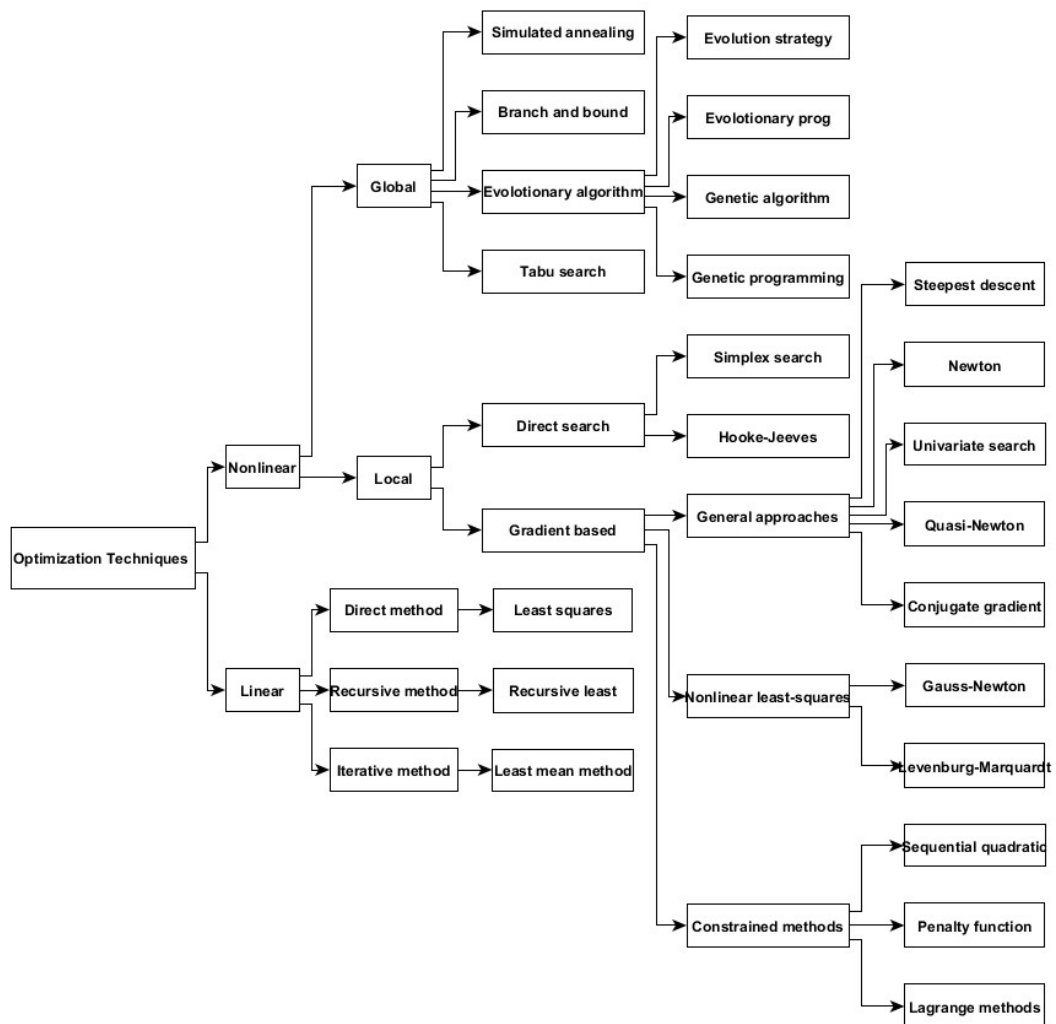 Simulated annealing
Evolution strategy
Branch and bound
Evolotionary prog
Global
Evolotionary algorithm
Genetic algorithm
Tabu search
Genetic programming
Steepest descent
Simplex search
Newton
Direct search
Hooke-Jeeves
Univariate search
Nonlinear
Local
Gradient based
General approaches
Quasi-Newton
Optimization Techniques
Direct method
Least squares
Conjugate gradient
Linear
Recursive method
Recursive least
Nonlinear least-squares
Gauss-Newton
Iterative method
Least mean method
Levenburg-Marquardt
Sequential quadratic
Constrained methods
Penalty function
Lagrange methods